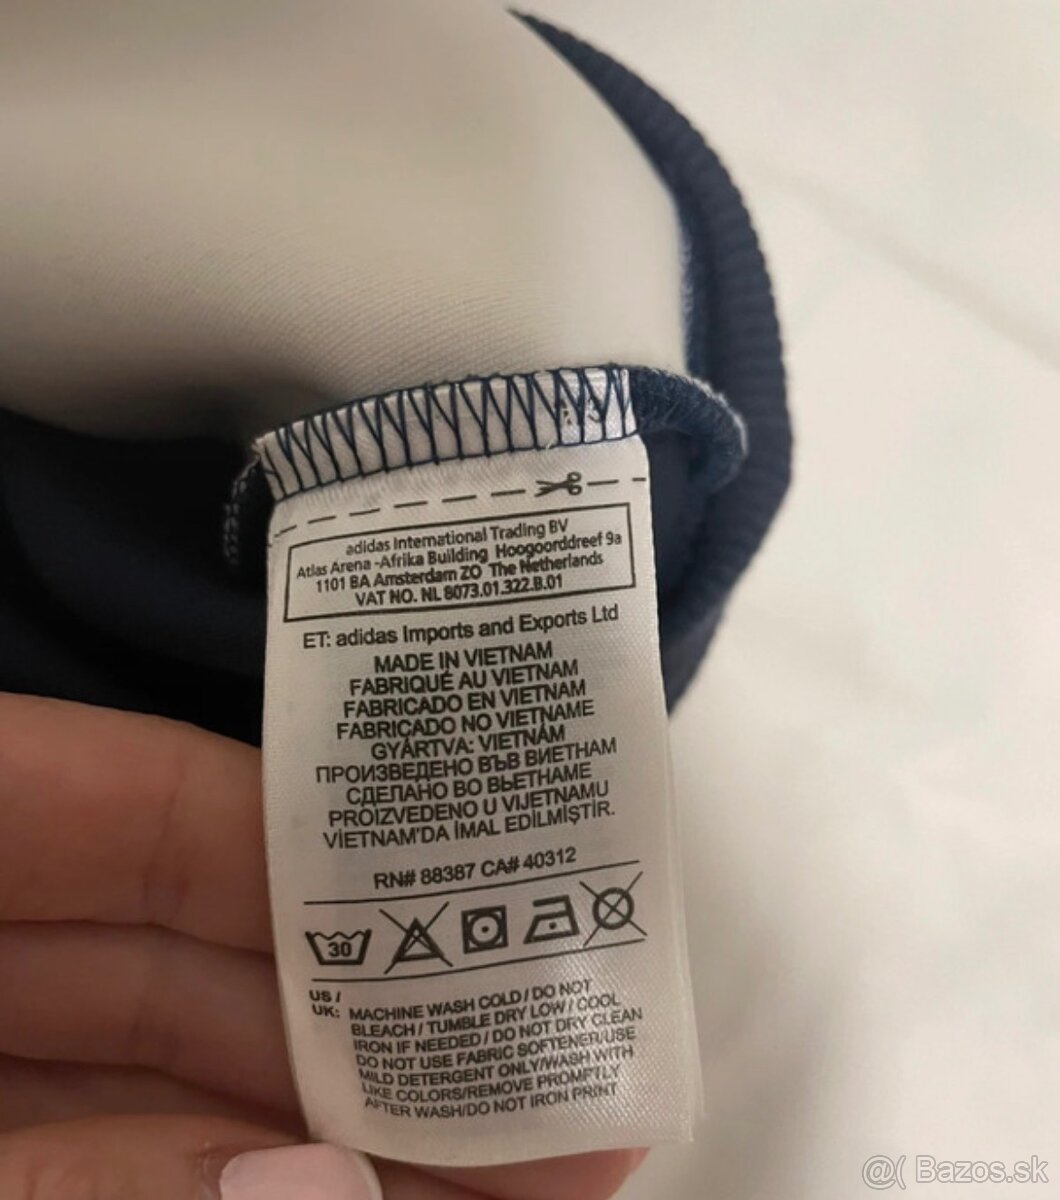 adidas International Trading BV
Atlas Arena -Afrika Building Hoogoorddreef 9a
1101 BA Amsterdam ZO The Netherlands
VAT NO. NL 8073.01.322.B.01
ET: adidas Imports and Exports Ltd
MADE IN VIETNAM
FABRIQUÉ AU VIETNAM
FABRICADO EN VIETNAM
FABRICADO NO VIETNAME
GYÁRTVA: VIETNÁM
ПРОИЗВЕДЕНО ВЪВ ВИЕТНАМ
СДЕЛАНО ВО ВЬЕТНАМЕ
PROIZVEDENO U VIJETNAMU
VİETNAM'DA İMAL EDİLMİŞTİR.
RN# 88387 CA# 40312
30
US /
UK: MACHINE WASH COLD / DO NOT
BLEACH / TUMBLE DRY LOW / COOL
IRON IF NEEDED / DO NOT DRY CLEAN
DO NOT USE FABRIC SOFTENER/USE
MILD DETERGENT ONLY/WASH WITH
LIKE COLORS/REMOVE PROMPTLY
AFTER WASH/DO NOT IRON PRINT
@( Bazos.sk